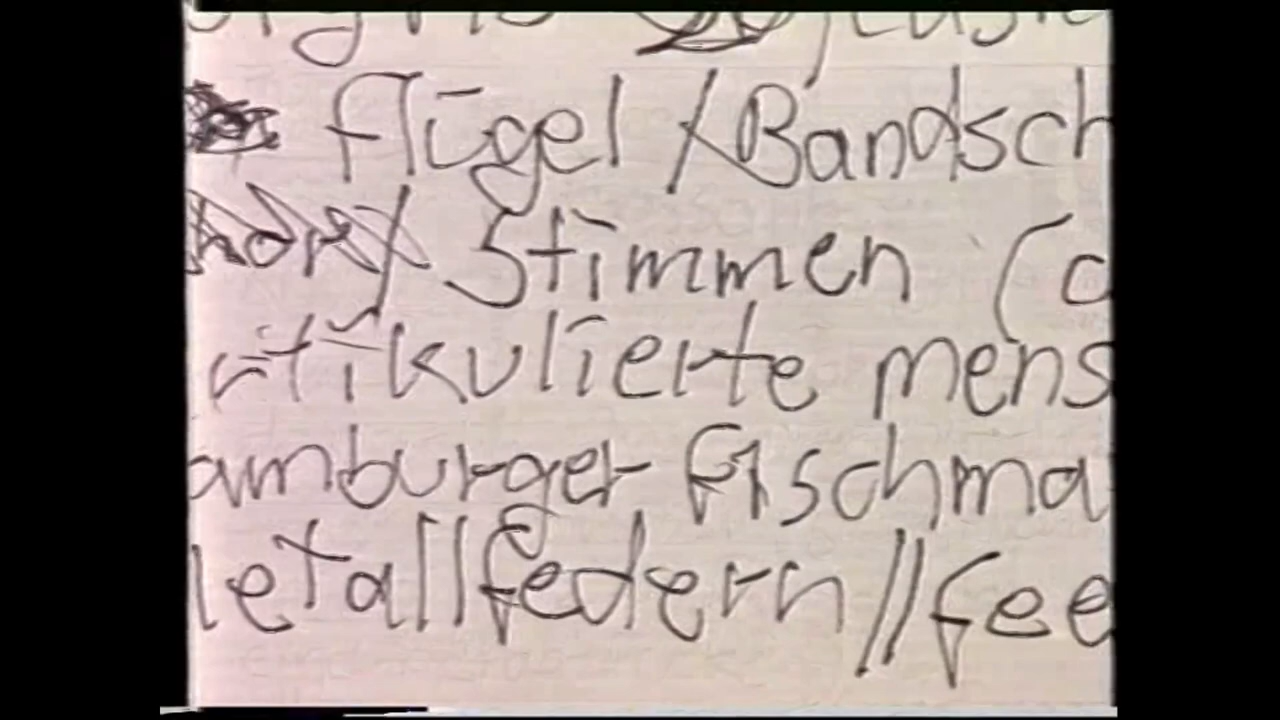 flügel / Bandsch
Stimmen (a
rtikulierte mens
amburger fischma
etallfedern // fee